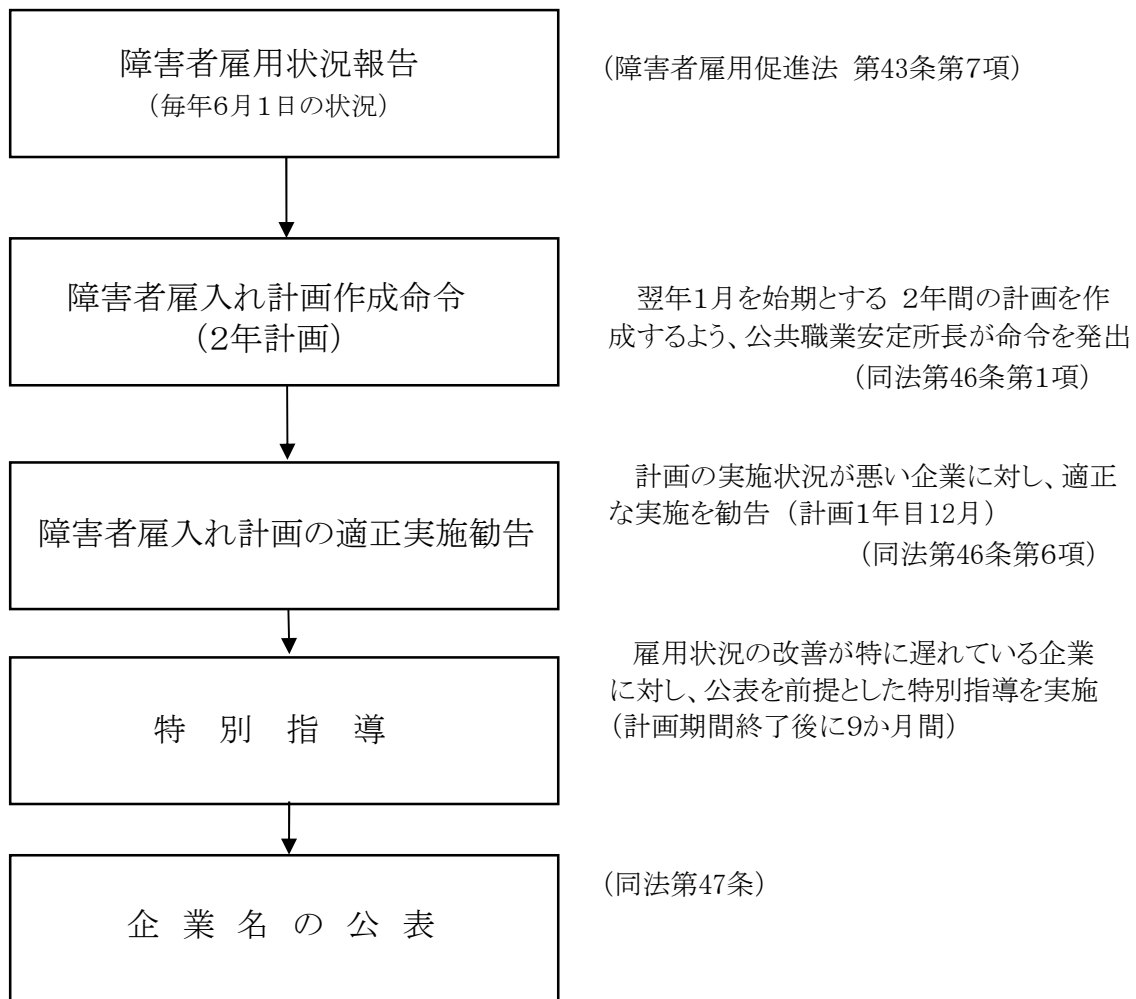 障害者雇用状況報告
（毎年6月１日の状況）
（障害者雇用促進法 第43条第７項）
障害者雇入れ計画作成命令
（２年計画）
翌年１月を始期とする ２年間の計画を作
成するよう、公共職業安定所長が命令を発出
（同法第46条第１項）
障害者雇入れ計画の適正実施勧告
計画の実施状況が悪い企業に対し、適正
な実施を勧告（計画１年目12月）
（同法第46条第６項）
特 別 指 導
雇用状況の改善が特に遅れている企業
に対し、公表を前提とした特別指導を実施
（計画期間終了後に９か月間）
企 業 名 の 公 表
（同法第47条）